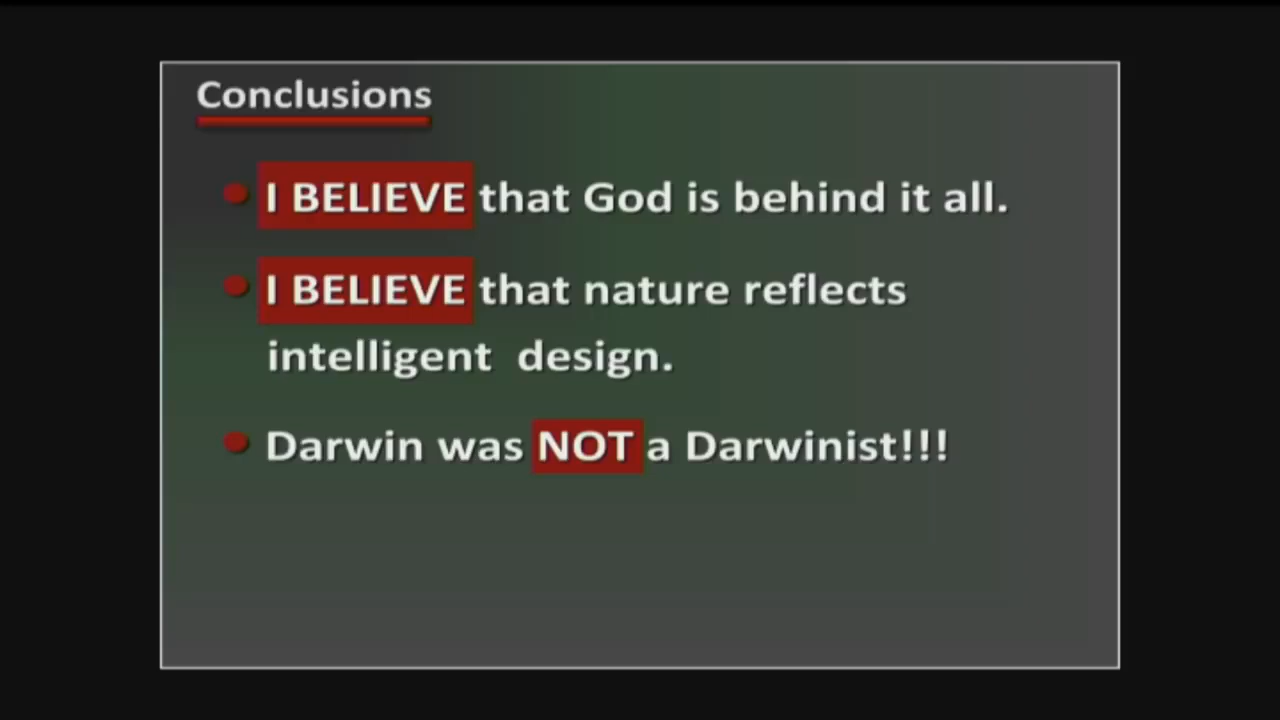 Conclusions
I BELIEVE that God is behind it all.
I BELIEVE that nature reflects
intelligent design.
Darwin was NOT a Darwinist!!!